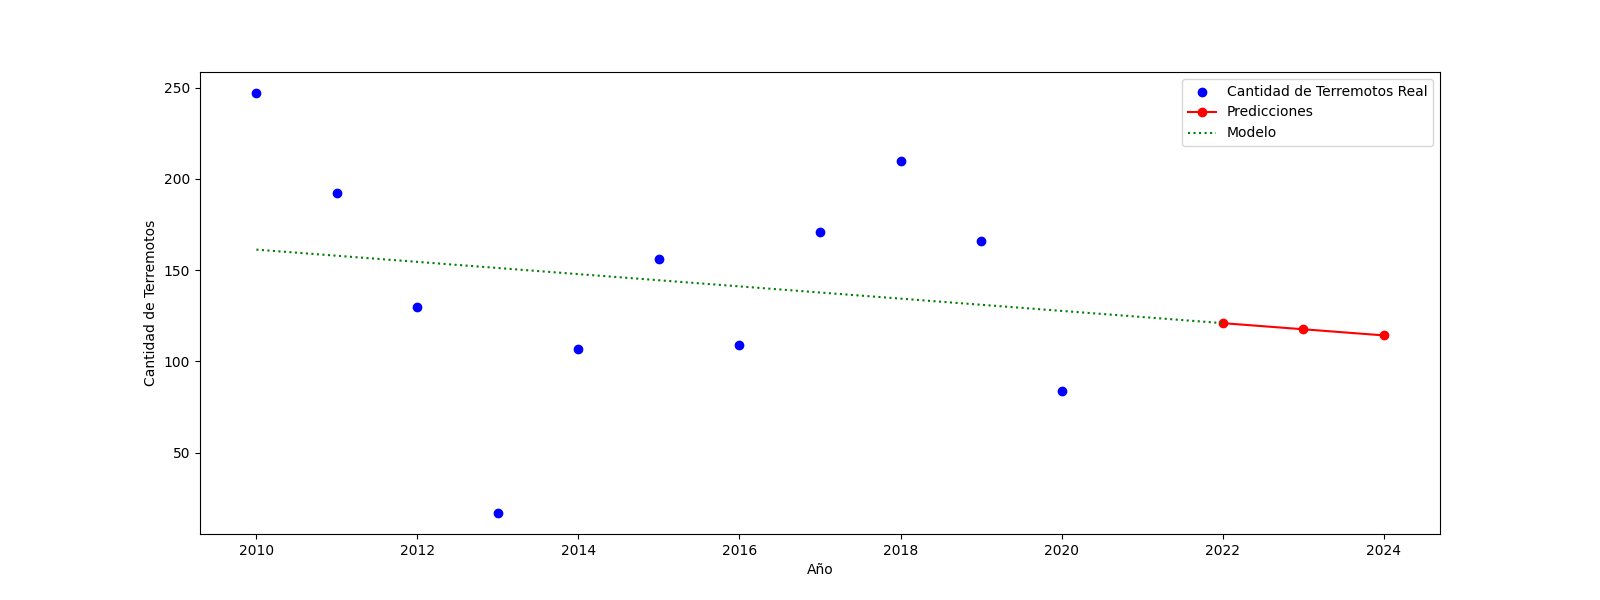 Cantidad de Terremotos Real
Predicciones
Modelo
250
200
150
100
50
Cantidad de Terremotos
2010 2012 2014 2016 2018 2020 2022 2024
Año